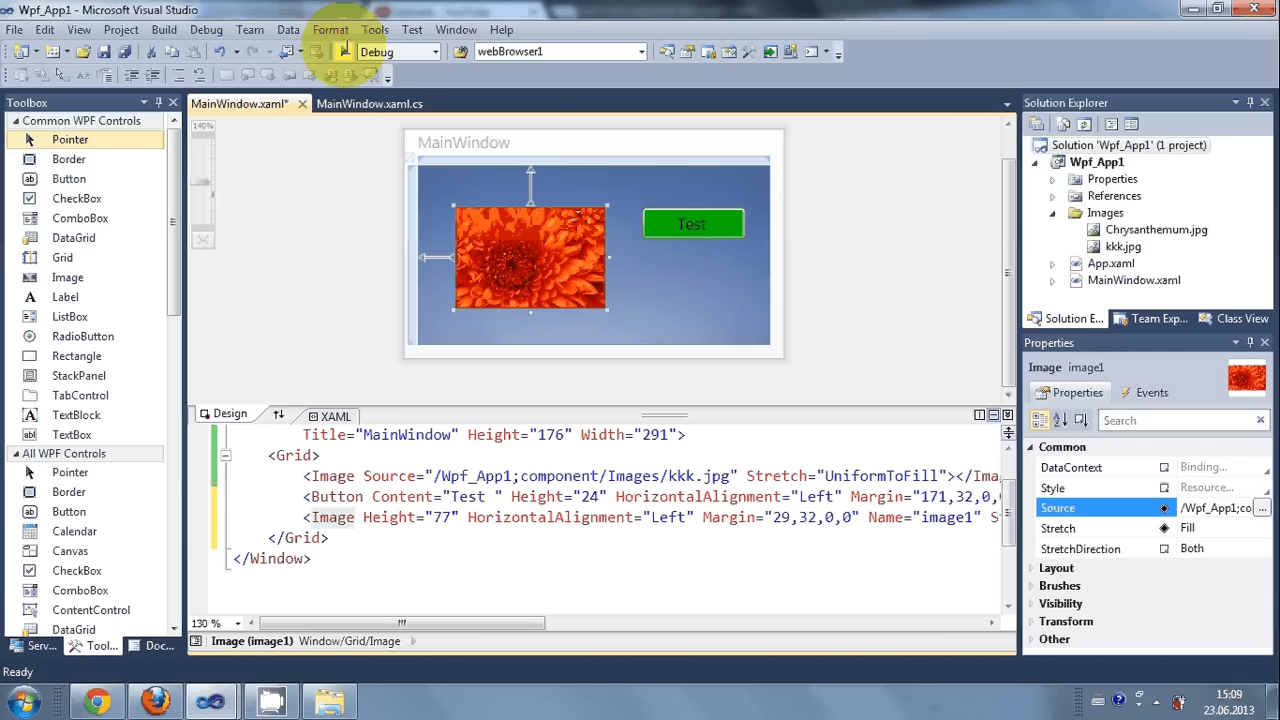 Wpf_App1 - Microsoft Visual Studio
File Edit View Project Build Debug Team Data Format Tools Test Window Help
Debug
webBrowser1
Toolbox
Common WPF Controls
Pointer
Border
Button
CheckBox
ComboBox
DataGrid
Grid
Image
Label
ListBox
RadioButton
Rectangle
StackPanel
TabControl
TextBlock
TextBox
All WPF Controls
Pointer
Border
Button
Calendar
Canvas
CheckBox
ComboBox
ContentControl
DataGrid
Serv... Tool... Doc...
MainWindow.xaml* MainWindow.xaml.cs
140%
MainWindow
Test
Design XAML
Title="MainWindow" Height="176" Width="291">
<Grid>
<Image Source="/Wpf_App1;component/Images/kkk.jpg" Stretch="UniformToFill"></Ima
<Button Content="Test " Height="24" HorizontalAlignment="Left" Margin="171,32,0,0
<Image Height="77" HorizontalAlignment="Left" Margin="29,32,0,0" Name="image1" S
</Grid>
</Window>
130 %
Image (image1) Window/Grid/Image
Solution Explorer
Solution 'Wpf_App1' (1 project)
Wpf_App1
Properties
References
Images
Chrysanthemum.jpg
kkk.jpg
App.xaml
MainWindow.xaml
Solution E... Team Exp... Class View
Properties
Image image1
Properties Events
Search
Common
DataContext Binding...
Style Resource...
Source /Wpf_App1;co ...
Stretch Fill
StretchDirection Both
Layout
Brushes
Visibility
Transform
Other
Ready
15:09
23.06.2013